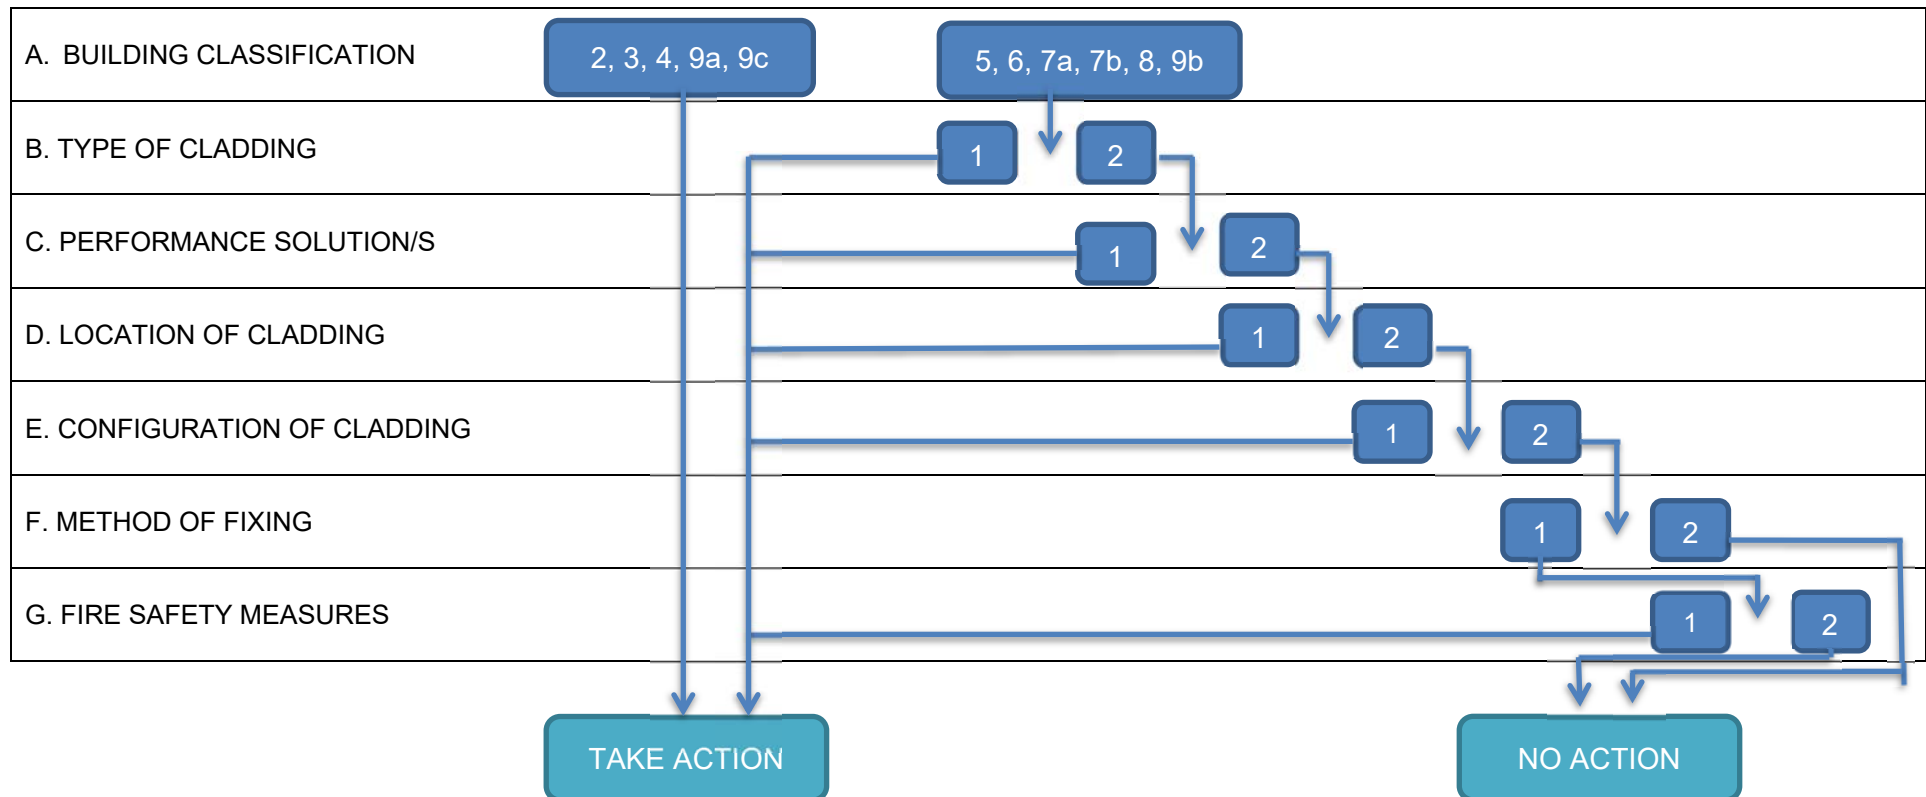 A. BUILDING CLASSIFICATION
2, 3, 4, 9a, 9c
5, 6, 7a, 7b, 8, 9b
B. TYPE OF CLADDING
1
2
C. PERFORMANCE SOLUTION/S
1
2
D. LOCATION OF CLADDING
1
2
E. CONFIGURATION OF CLADDING
1
2
F. METHOD OF FIXING
1
2
G. FIRE SAFETY MEASURES
1
2
TAKE ACTION
NO ACTION